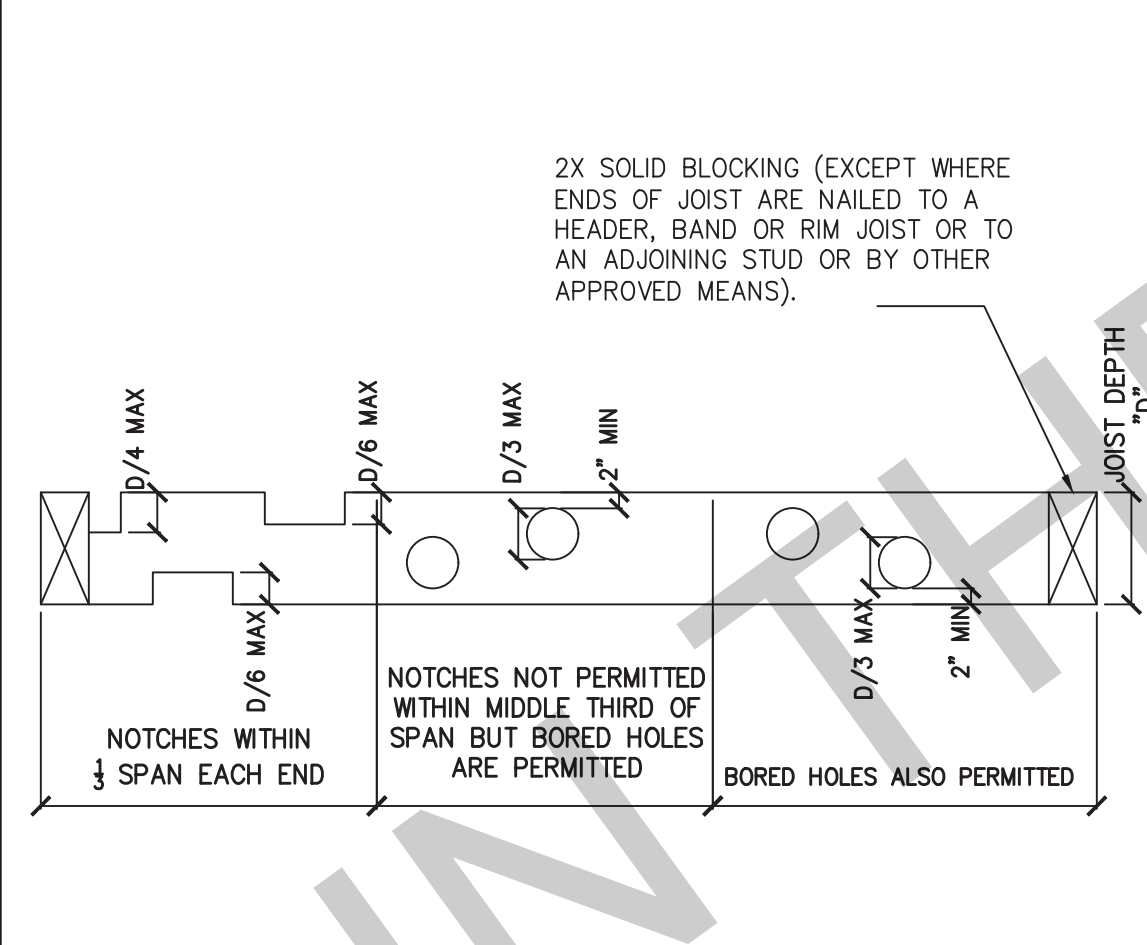 2X SOLID BLOCKING (EXCEPT WHERE
ENDS OF JOIST ARE NAILED TO A
HEADER, BAND OR RIM JOIST OR TO
AN ADJOINING STUD OR BY OTHER
APPROVED MEANS).
D/4 MAX
D/6 MAX
D/3 MAX
2" MIN
JOIST DEPTH
"D"
D/6 MAX
D/3 MAX
2" MIN
NOTCHES WITHIN
1/3 SPAN EACH END
NOTCHES NOT PERMITTED
WITHIN MIDDLE THIRD OF
SPAN BUT BORED HOLES
ARE PERMITTED
BORED HOLES ALSO PERMITTED
IN TH